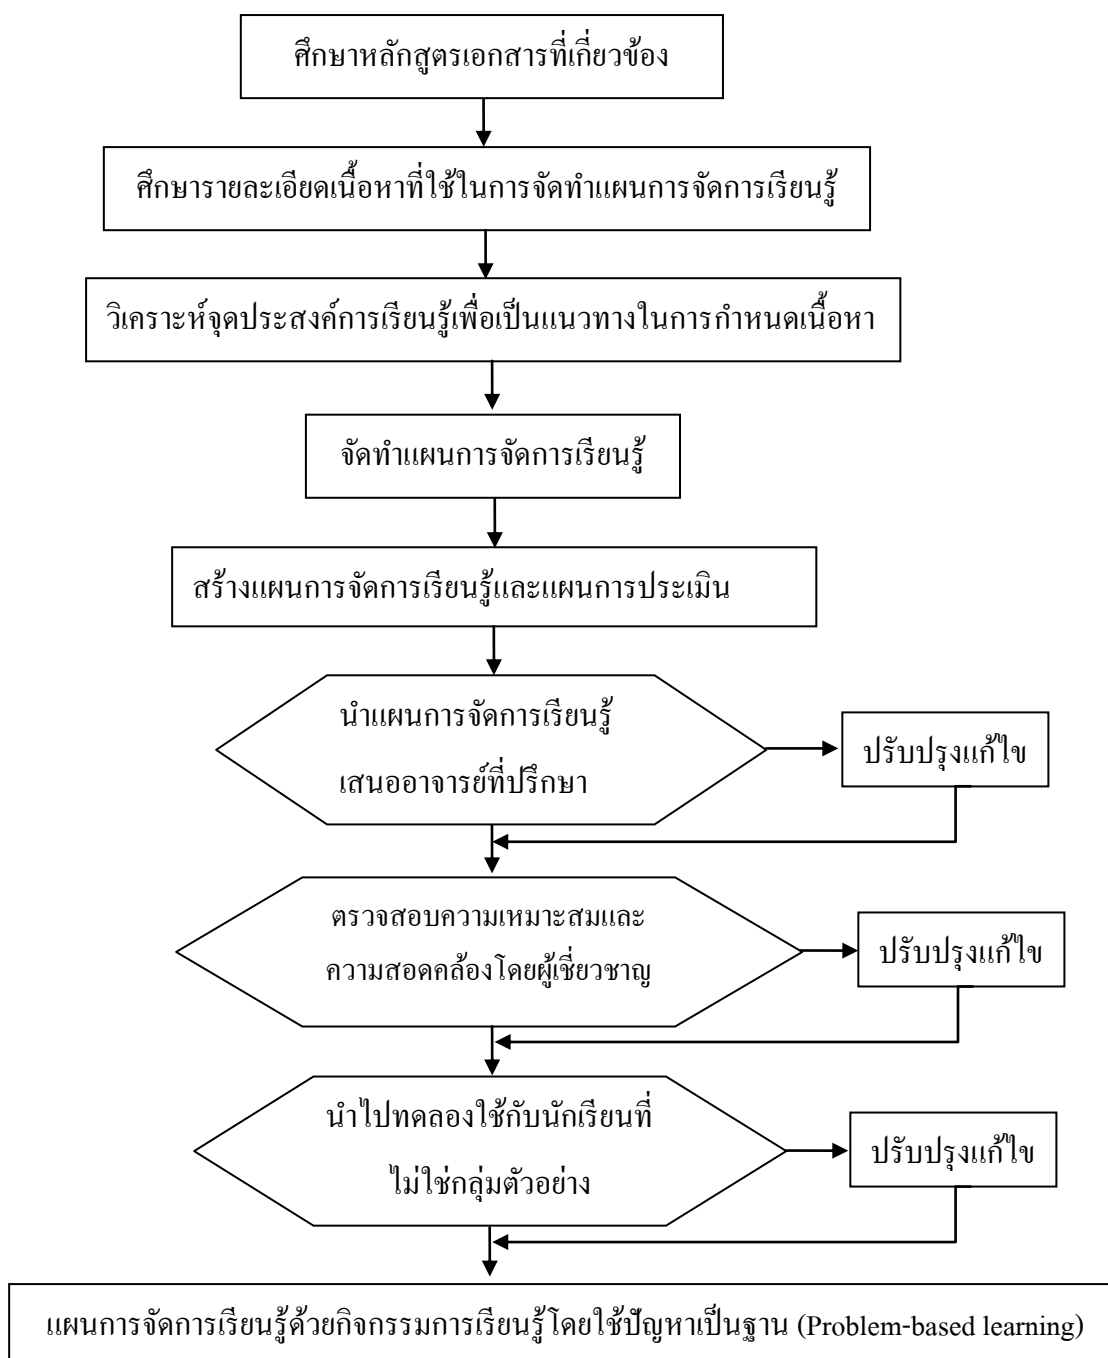 ศึกษาหลักสูตรเอกสารที่เกี่ยวข้อง
ศึกษารายละเอียดเนื้อหาที่ใช้ในการจัดทำแผนการจัดการเรียนรู้
วิเคราะห์จุดประสงค์การเรียนรู้เพื่อเป็นแนวทางในการกำหนดเนื้อหา
จัดทำแผนการจัดการเรียนรู้
สร้างแผนการจัดการเรียนรู้และแผนการประเมิน
นำแผนการจัดการเรียนรู้
เสนออาจารย์ที่ปรึกษา
ปรับปรุงแก้ไข
ตรวจสอบความเหมาะสมและ
ความสอดคล้องโดยผู้เชี่ยวชาญ
ปรับปรุงแก้ไข
นำไปทดลองใช้กับนักเรียนที่
ไม่ใช่กลุ่มตัวอย่าง
ปรับปรุงแก้ไข
แผนการจัดการเรียนรู้ด้วยกิจกรรมการเรียนรู้โดยใช้ปัญหาเป็นฐาน (Problem-based learning)